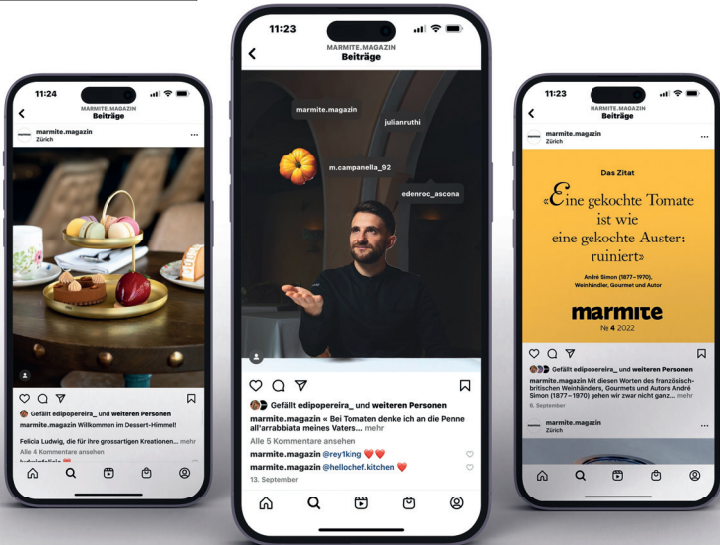 11:24
MARMITE.MAGAZIN
Beiträge
marmite.magazin
Zürich
Gefällt edipopereira_ und weiteren Personen
marmite.magazin Willkommen im Dessert-Himmel!
Felicia Ludwig, die für ihre grossartigen Kreationen... mehr
Alle 4 Kommentare ansehen
11:23
MARMITE.MAGAZIN
Beiträge
marmite.magazin
julianruthi
m.campanella_92
edenroc_ascona
Gefällt edipopereira_ und weiteren Personen
marmite.magazin « Bei Tomaten denke ich an die Penne
all'arrabbiata meines Vaters... mehr
Alle 5 Kommentare ansehen
marmite.magazin @rey1king ❤️❤️
marmite.magazin @hellochef.kitchen ❤️
13. September
11:23
MARMITE.MAGAZIN
Beiträge
marmite.magazin
Zürich
Das Zitat
«Eine gekochte Tomate
ist wie
eine gekochte Auster:
ruiniert»
André Simon (1877–1970),
Weinhändler, Gourmet und Autor
marmite
№ 4 2022
Gefällt edipopereira_ und weiteren Personen
marmite.magazin Mit diesen Worten des französisch-
britischen Weinhänders, Gourmets und Autors André
Simon (1877–1970) jehen wir zwar nicht ganz... mehr
6. September
marmite.magazin
Zürich